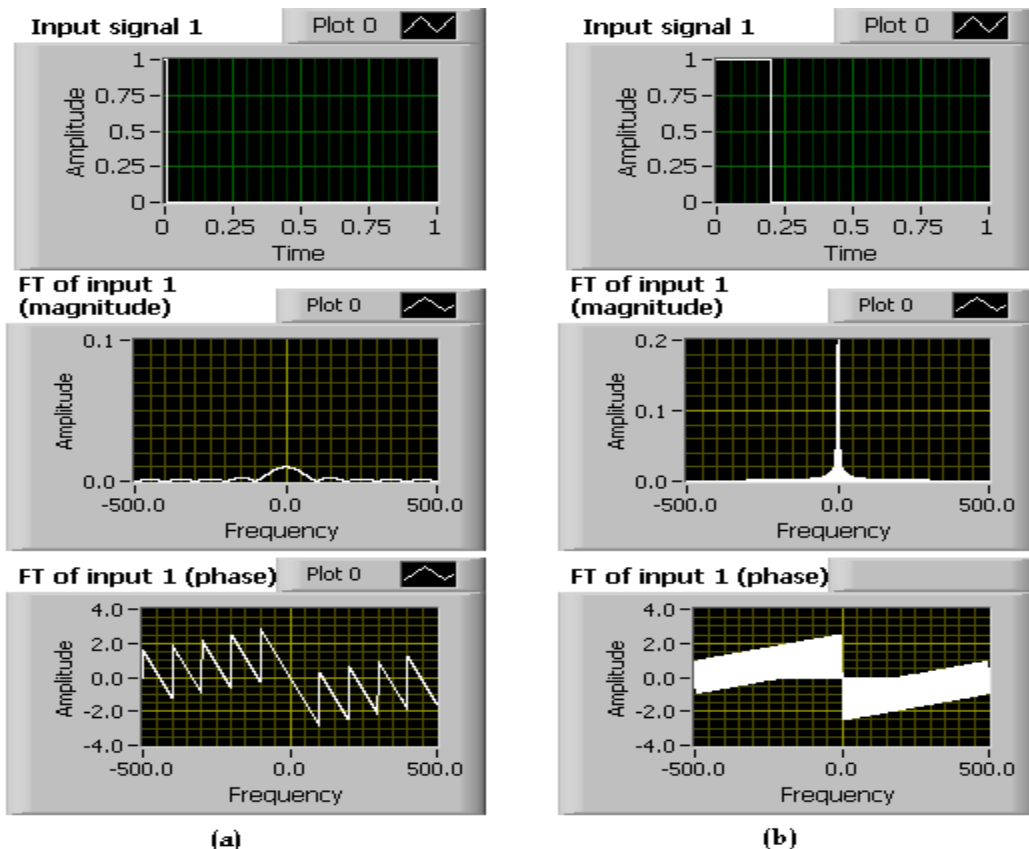 Input signal 1
Plot 0
1
0.75
0.5
0.25
0
Amplitude
0 0.25 0.5 0.75 1
Time
FT of input 1
(magnitude)
Plot 0
0.1
0.0
Amplitude
-500.0 0.0 500.0
Frequency
FT of input 1 (phase)
Plot 0
4.0
2.0
0.0
-2.0
-4.0
Amplitude
-500.0 0.0 500.0
Frequency
(a)
Input signal 1
Plot 0
1
0.75
0.5
0.25
0
Amplitude
0 0.25 0.5 0.75 1
Time
FT of input 1
(magnitude)
Plot 0
0.2
0.1
0.0
Amplitude
-500.0 0.0 500.0
Frequency
FT of input 1 (phase)
4.0
2.0
0.0
-2.0
-4.0
Amplitude
-500.0 0.0 500.0
Frequency
(b)